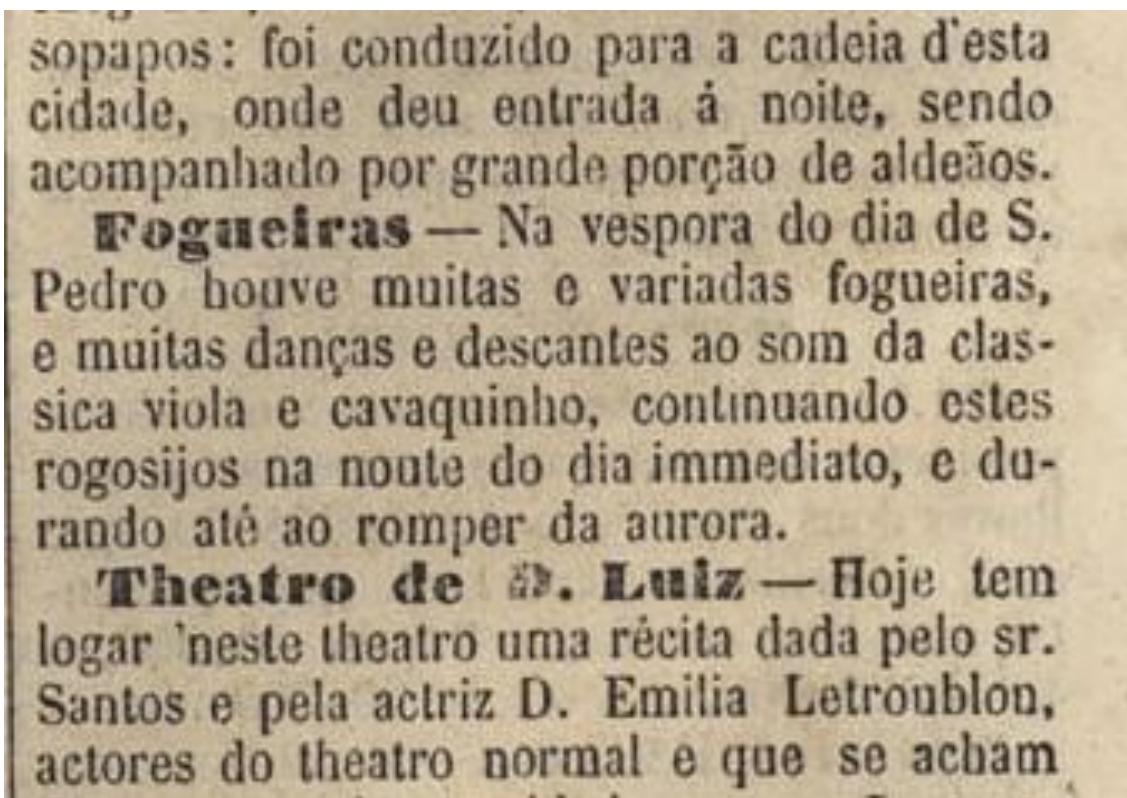 sopapos: foi conduzido para a cadeia d'esta
cidade, onde deu entrada á noite, sendo
acompanhado por grande porção de aldeãos.
Fogueiras — Na vespora do dia de S.
Pedro houve muitas e variadas fogueiras,
e muitas danças e descantes ao som da clas-
sica viola e cavaquinho, continuando estes
rogosijos na noute do dia immediato, e du-
rando até ao romper da aurora.
Theatro de D. Luiz — Hoje tem
logar 'neste theatro uma récita dada pelo sr.
Santos e pela actriz D. Emilia Letroublon,
actores do theatro normal e que se acham